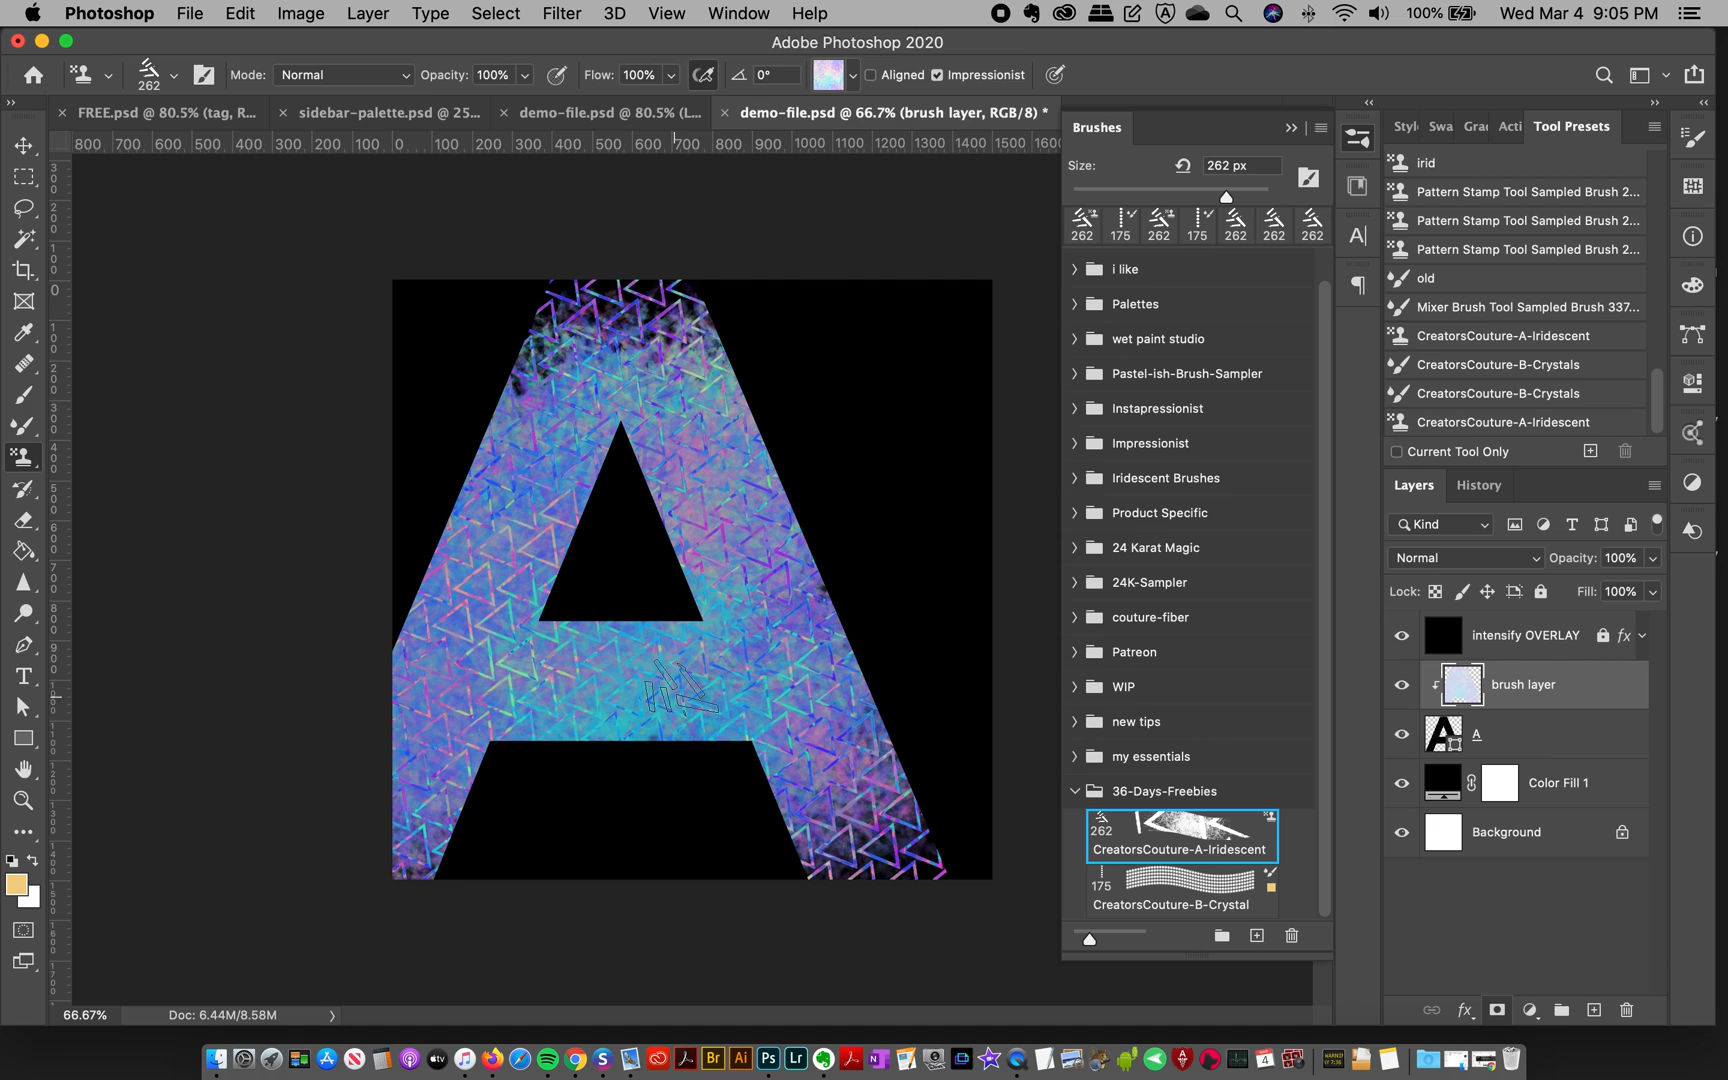 Photoshop File Edit Image Layer Type Select Filter 3D View Window Help 100% Wed Mar 4 9:05 PM
Adobe Photoshop 2020
262 Mode: Normal Opacity: 100% Flow: 100% 0° Aligned Impressionist
FREE.psd @ 80.5% (tag, R... sidebar-palette.psd @ 25... demo-file.psd @ 80.5% (L... demo-file.psd @ 66.7% (brush layer, RGB/8) *
800 700 600 500 400 300 200 100 0 100 200 300 400 500 600 700 800 900 1000 1100 1200 1300 1400 1500 1600
Brushes
Size: 262 px
262 175 262 175 262 262 262
i like
Palettes
wet paint studio
Pastel-ish-Brush-Sampler
Instapressionist
Impressionist
Iridescent Brushes
Product Specific
24 Karat Magic
24K-Sampler
couture-fiber
Patreon
WIP
new tips
my essentials
36-Days-Freebies
262
CreatorsCouture-A-Iridescent
175
CreatorsCouture-B-Crystal
Styl Swa Gra Acti Tool Presets
irid
Pattern Stamp Tool Sampled Brush 2...
Pattern Stamp Tool Sampled Brush 2...
Pattern Stamp Tool Sampled Brush 2...
old
Mixer Brush Tool Sampled Brush 337...
CreatorsCouture-A-Iridescent
CreatorsCouture-B-Crystals
CreatorsCouture-B-Crystals
CreatorsCouture-A-Iridescent
Current Tool Only
Layers History
Kind
Normal Opacity: 100%
Lock: Fill: 100%
intensify OVERLAY fx
brush layer
A
Color Fill 1
Background
fx
A
66.67% Doc: 6.44M/8.58M
Br Ai Ps Lr